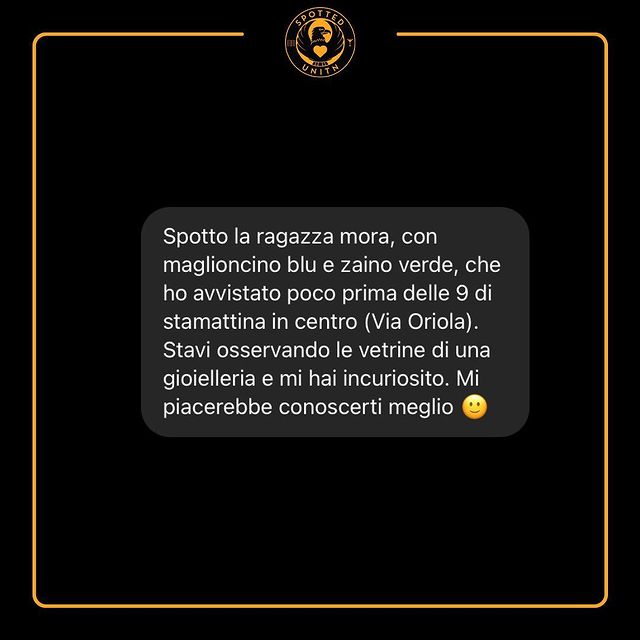 SPOTTED
UNITN
Spotto la ragazza mora, con
maglioncino blu e zaino verde, che
ho avvistato poco prima delle 9 di
stamattina in centro (Via Oriola).
Stavi osservando le vetrine di una
gioielleria e mi hai incuriosito. Mi
piacerebbe conoscerti meglio 🙂